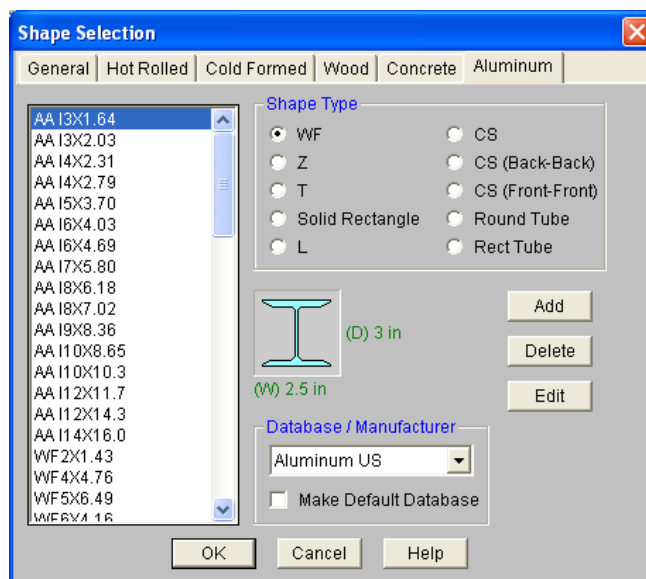 Shape Selection
General Hot Rolled Cold Formed Wood Concrete Aluminum
AA I3X1.64
AA I3X2.03
AA I4X2.31
AA I4X2.79
AA I5X3.70
AA I6X4.03
AA I6X4.69
AA I7X5.80
AA I8X6.18
AA I8X7.02
AA I9X8.36
AA I10X8.65
AA I10X10.3
AA I12X11.7
AA I12X14.3
AA I14X16.0
WF2X1.43
WF4X4.76
WF5X6.49
WF6X4.16
Shape Type
WF CS
Z CS (Back-Back)
T CS (Front-Front)
Solid Rectangle Round Tube
L Rect Tube
(D) 3 in
(W) 2.5 in
Add
Delete
Edit
Database / Manufacturer
Aluminum US
Make Default Database
OK Cancel Help